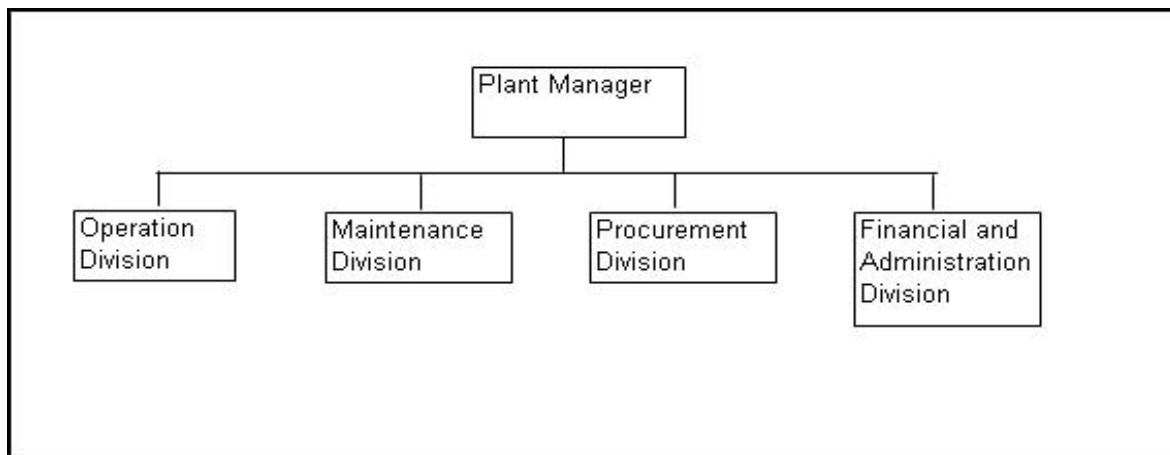 Plant Manager
Operation
Division
Maintenance
Division
Procurement
Division
Financial and
Administration
Division